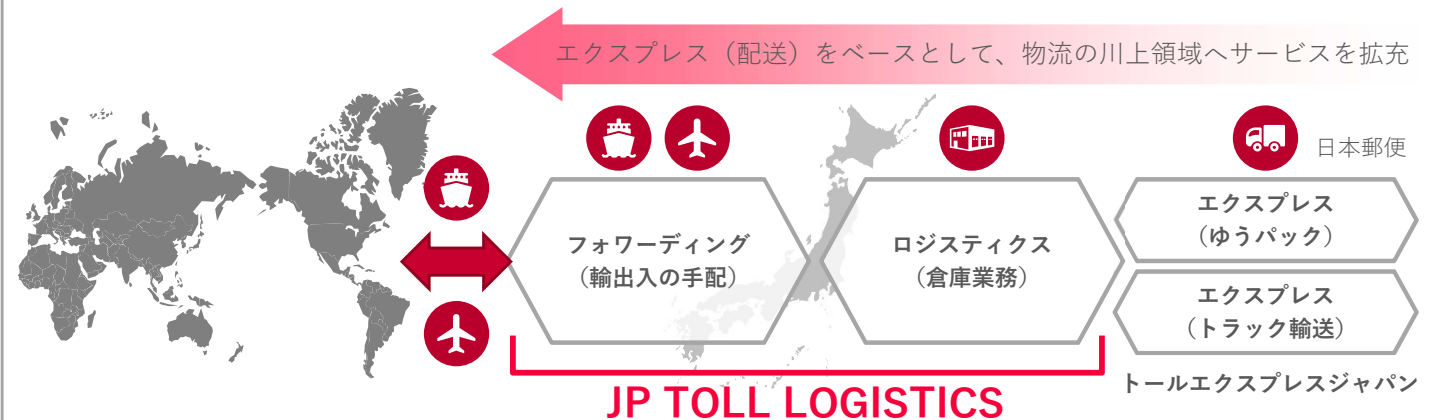 エクスプレス（配送）をベースとして、物流の川上領域へサービスを拡充
日本郵便
フォワーディング
（輸出入の手配）
ロジスティクス
（倉庫業務）
エクスプレス
（ゆうパック）
エクスプレス
（トラック輸送）
トールエクスプレスジャパン
JP TOLL LOGISTICS